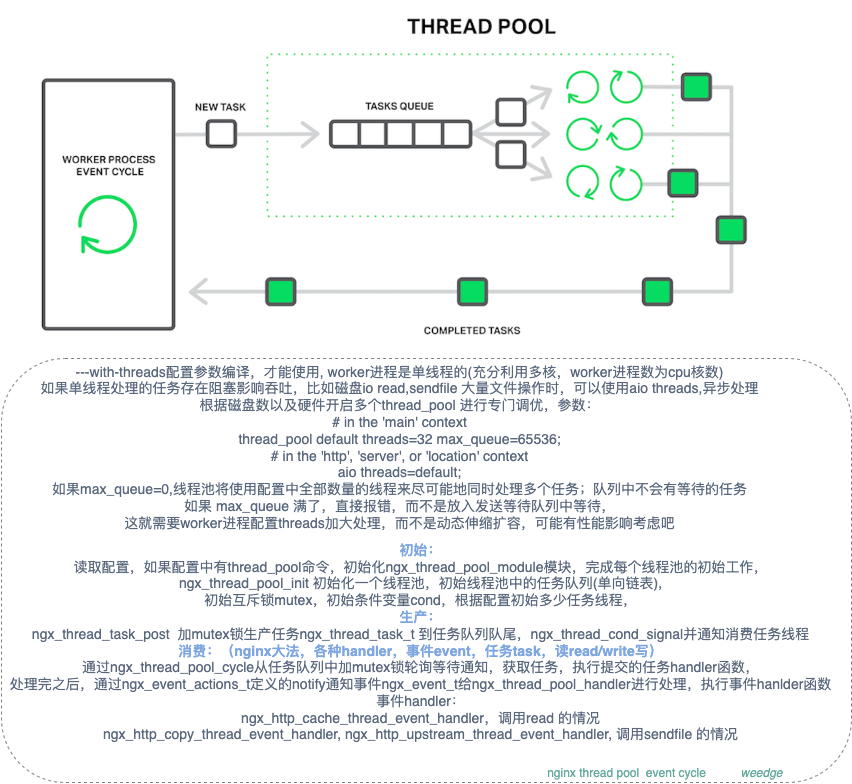 THREAD POOL
NEW TASK
TASKS QUEUE
WORKER PROCESS
EVENT CYCLE
COMPLETED TASKS
---with-threads配置参数编译，才能使用, worker进程是单线程的(充分利用多核，worker进程数为cpu核数)
如果单线程处理的任务存在阻塞影响吞吐，比如磁盘io read,sendfile 大量文件操作时，可以使用aio threads,异步处理
根据磁盘数以及硬件开启多个thread_pool 进行专门调优，参数：
# in the 'main' context
thread_pool default threads=32 max_queue=65536;
# in the 'http', 'server', or 'location' context
aio threads=default;
如果max_queue=0,线程池将使用配置中全部数量的线程来尽可能地同时处理多个任务；队列中不会有等待的任务
如果 max_queue 满了，直接报错，而不是放入发送等待队列中等待，
这就需要worker进程配置threads加大处理，而不是动态伸缩扩容，可能有性能影响考虑吧
初始：
读取配置，如果配置中有thread_pool命令，初始化ngx_thread_pool_module模块，完成每个线程池的初始工作，
ngx_thread_pool_init 初始化一个线程池，初始线程池中的任务队列(单向链表)，
初始互斥锁mutex，初始条件变量cond，根据配置初始多少任务线程，
生产：
ngx_thread_task_post 加mutex锁生产任务ngx_thread_task_t 到任务队列队尾，ngx_thread_cond_signal并通知消费任务线程
消费：（nginx大法，各种handler，事件event，任务task，读read/write写）
通过ngx_thread_pool_cycle从任务队列中加mutex锁轮询等待通知，获取任务，执行提交的任务handler函数，
处理完之后，通过ngx_event_actions_t定义的notify通知事件ngx_event_t给ngx_thread_pool_handler进行处理，执行事件hanlder函数
事件handler：
ngx_http_cache_thread_event_handler，调用read 的情况
ngx_http_copy_thread_event_handler, ngx_http_upstream_thread_event_handler, 调用sendfile 的情况
nginx thread pool event cycle weedge